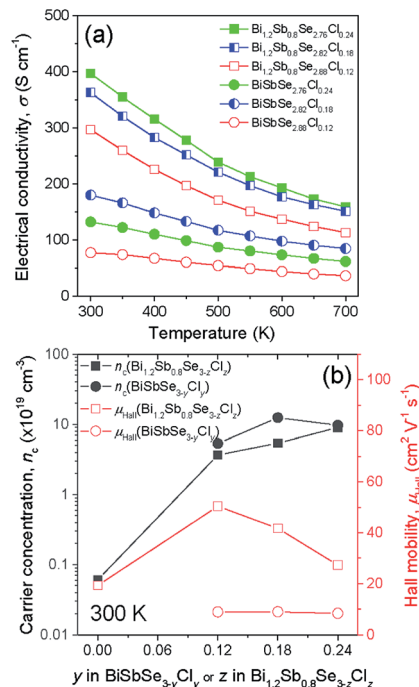 (a)
Bi1.2Sb0.8Se2.76Cl0.24
Bi1.2Sb0.8Se2.82Cl0.18
Bi1.2Sb0.8Se2.88Cl0.12
BiSbSe2.76Cl0.24
BiSbSe2.82Cl0.18
BiSbSe2.88Cl0.12
Electrical conductivity, σ (S cm⁻¹)
500
400
300
200
100
0
300 400 500 600 700
Temperature (K)
(b)
nc(Bi1.2Sb0.8Se3-zClz)
nc(BiSbSe3-yCly)
μHall(Bi1.2Sb0.8Se3-zClz)
μHall(BiSbSe3-yCly)
Carrier concentration, nc (x10¹⁹ cm⁻³)
100
10
1
0.1
0.01
Hall mobility, μHall (cm² V⁻¹ s⁻¹)
100
80
60
40
20
0
300 K
0.00 0.06 0.12 0.18 0.24
y in BiSbSe3-yCly or z in Bi1.2Sb0.8Se3-zClz